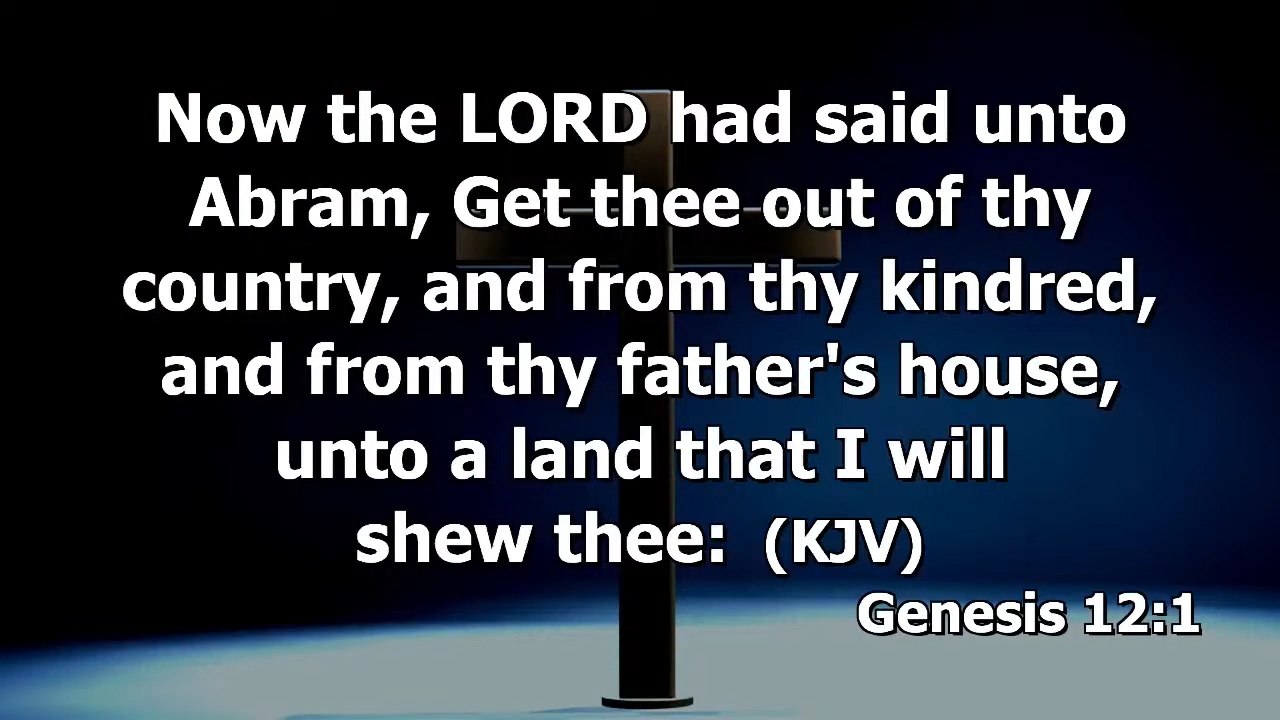 Now the LORD had said unto
Abram, Get thee out of thy
country, and from thy kindred,
and from thy father's house,
unto a land that I will
shew thee: (KJV)
Genesis 12:1